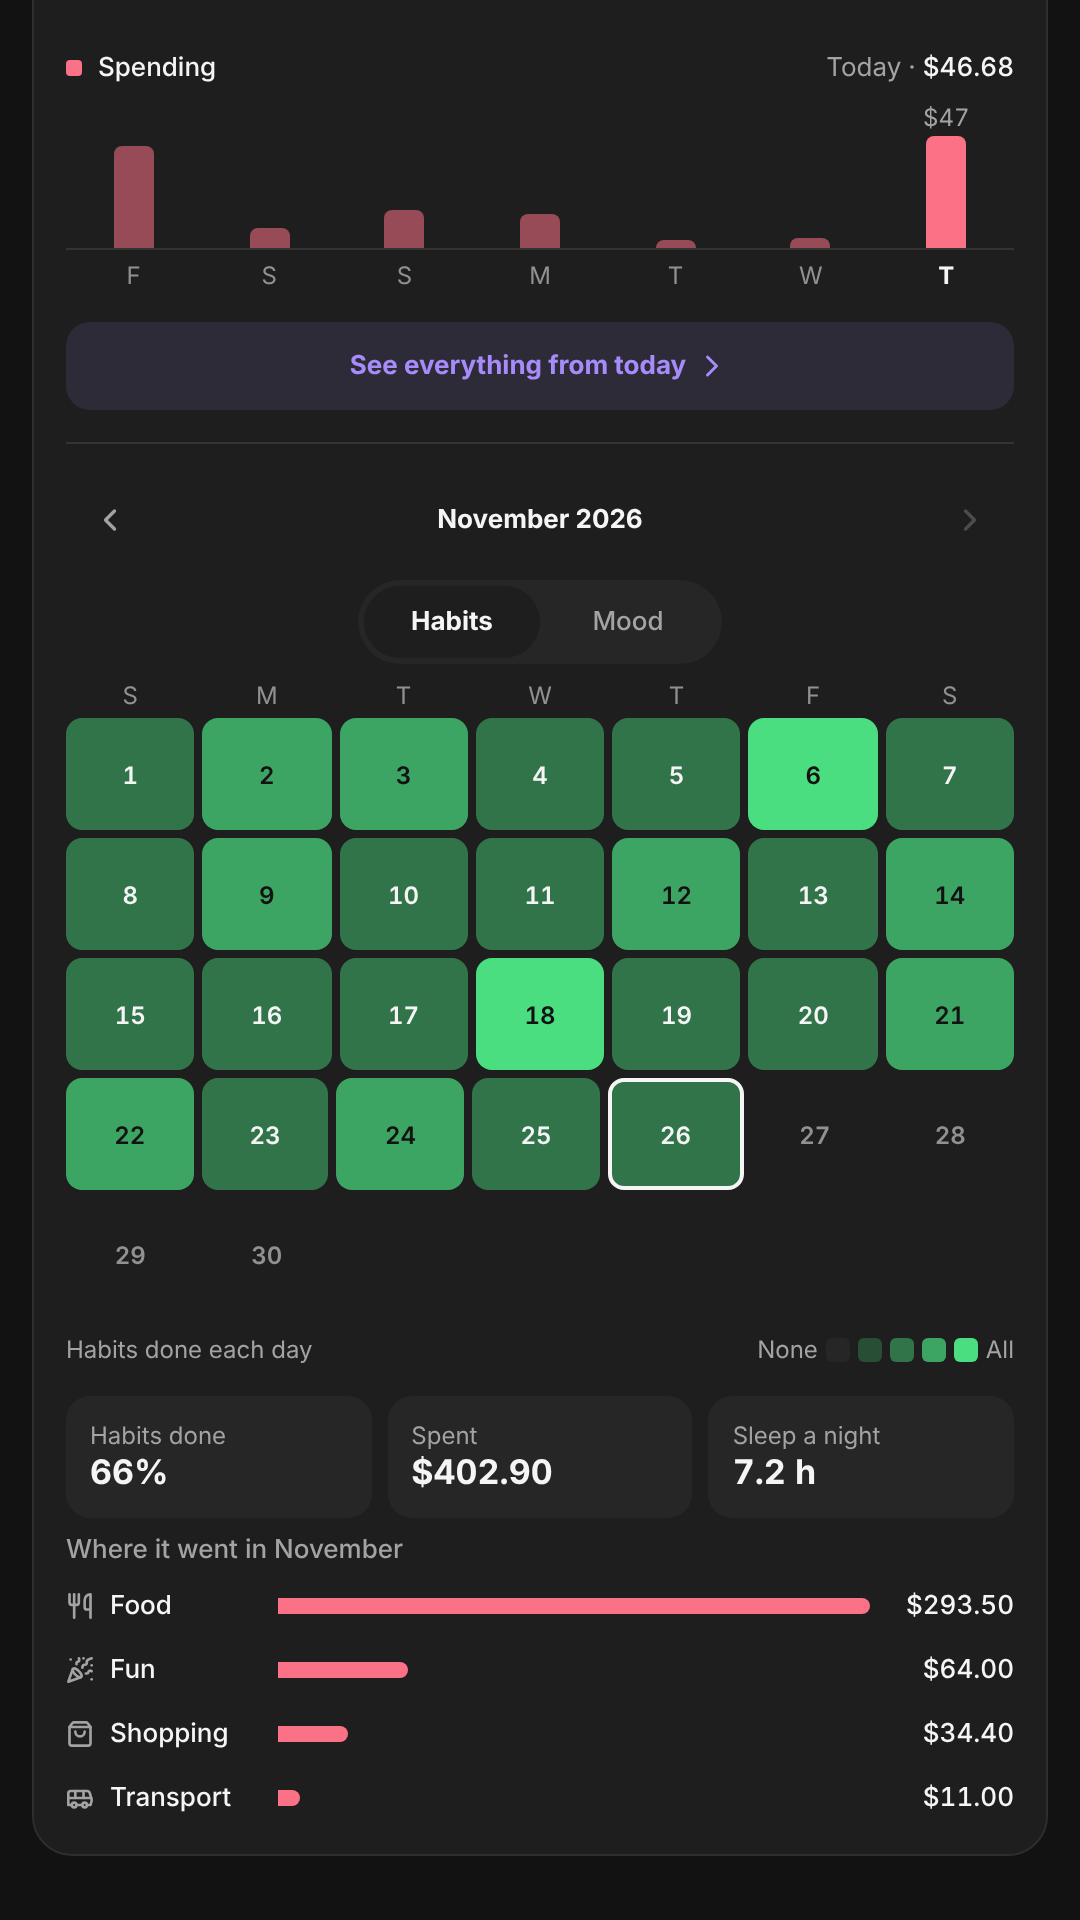 Spending
Today · $46.68
$47
F S S M T W T
See everything from today
November 2026
Habits Mood
S M T W T F S
1 2 3 4 5 6 7
8 9 10 11 12 13 14
15 16 17 18 19 20 21
22 23 24 25 26 27 28
29 30
Habits done each day
None All
Habits done
66%
Spent
$402.90
Sleep a night
7.2 h
Where it went in November
Food $293.50
Fun $64.00
Shopping $34.40
Transport $11.00